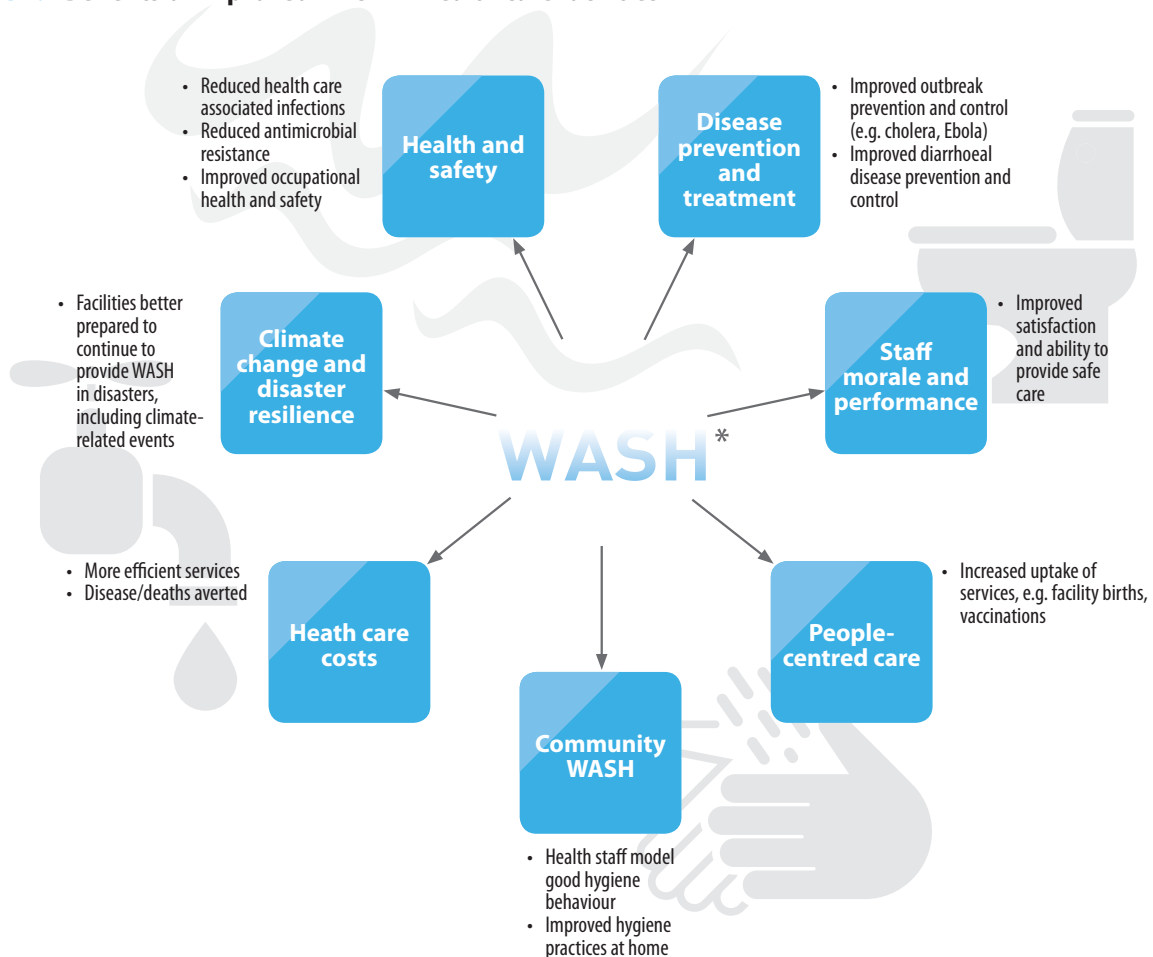 • Reduced health care
associated infections
• Reduced antimicrobial
resistance
• Improved occupational
health and safety
Health and
safety
Disease
prevention
and
treatment
• Improved outbreak
prevention and control
(e.g. cholera, Ebola)
• Improved diarrhoeal
disease prevention and
control
• Facilities better
prepared to
continue to
provide WASH
in disasters,
including climate-
related events
Climate
change and
disaster
resilience
Staff
morale and
performance
• Improved
satisfaction
and ability to
provide safe
care
WASH*
• More efficient services
• Disease/deaths averted
Heath care
costs
People-
centred care
• Increased uptake of
services, e.g. facility births,
vaccinations
Community
WASH
• Health staff model
good hygiene
behaviour
• Improved hygiene
practices at home